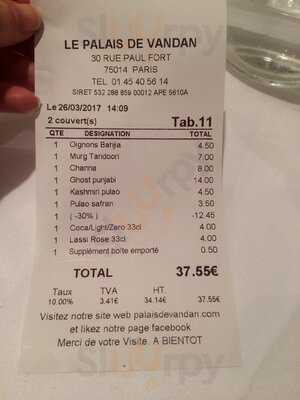 LE PALAIS DE VANDAN
30 RUE PAUL FORT
75014 PARIS
TEL 01 45 40 56 14
SIRET 532 288 859 00012 APE 5610A
Le 26/03/2017 14:09
2 couvert(s) Tab.11
QTE DESIGNATION TOTAL
1 Oignons Bahjia 4.50
1 Murg Tandoori 7.00
1 Channa 8.00
1 Ghost punjabi 14.00
1 Kashmiri pulao 4.50
1 Pulao safran 3.50
1 ( -30%) -12.45
1 Coca/Light/Zero 33cl 4.00
1 Lassi Rose 33cl 4.00
1 Supplément boîte emporté 0.50
TOTAL 37.55€
Taux TVA HT.
10.00% 3.41€ 34.14€ 37.55€
Visitez notre site web palaisdevandan.com
et likez notre page facebook
Merci de votre Visite. A BIENTOT